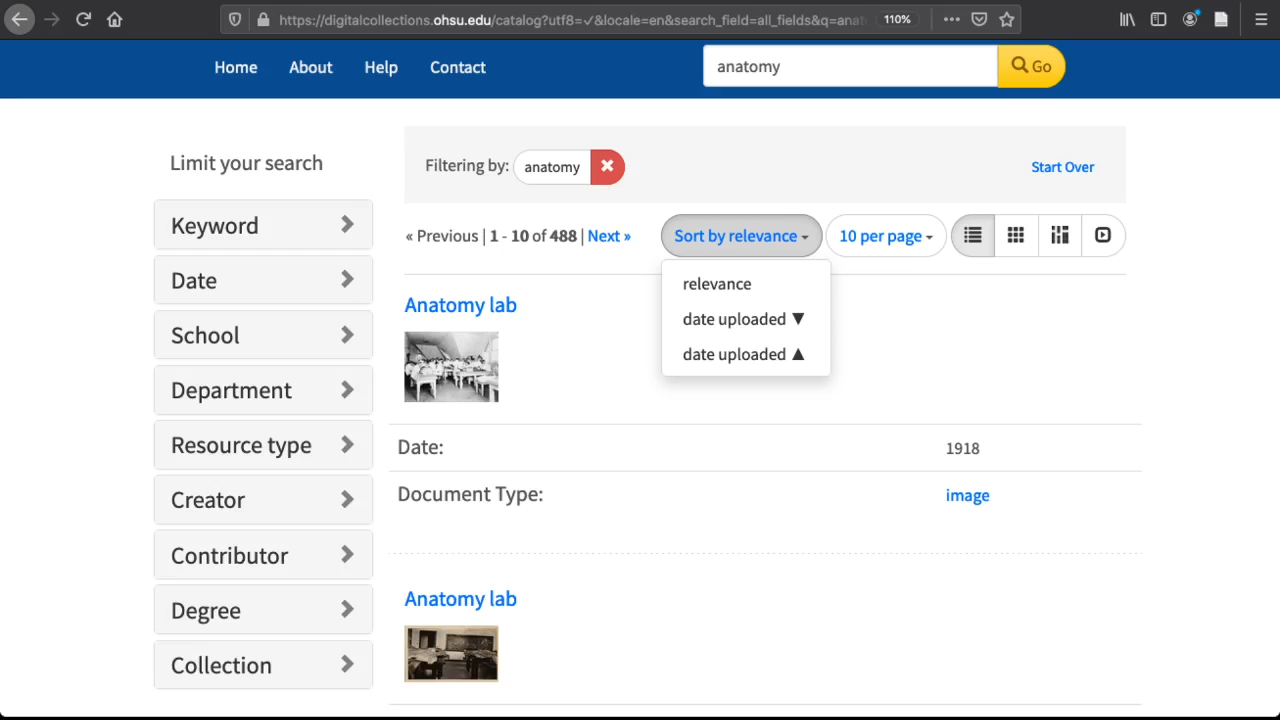 https://digitalcollections.ohsu.edu/catalog?utf8=✓&locale=en&search_field=all_fields&q=anat
110%
Home About Help Contact
anatomy
Go
Limit your search
Keyword
Date
School
Department
Resource type
Creator
Contributor
Degree
Collection
Filtering by: anatomy
Start Over
« Previous | 1 - 10 of 488 | Next »
Sort by relevance
10 per page
relevance
date uploaded ▼
date uploaded ▲
Anatomy lab
Date: 1918
Document Type: image
Anatomy lab